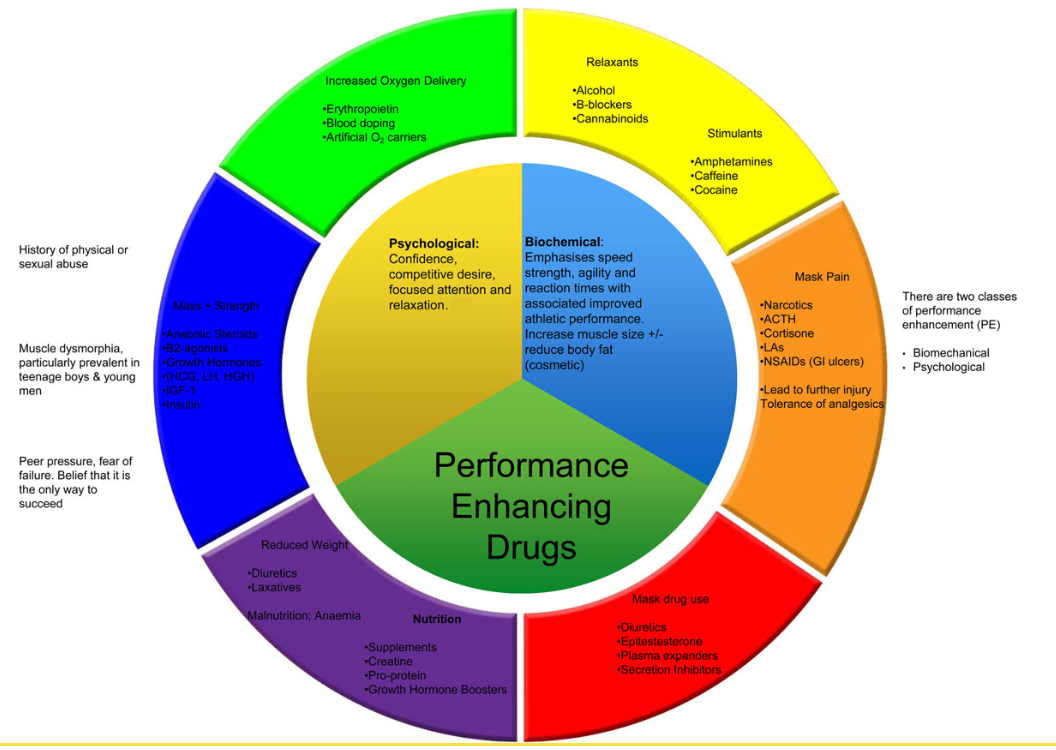 Increased Oxygen Delivery
•Erythropoietin
•Blood doping
•Artificial O₂ carriers
Relaxants
•Alcohol
•B-blockers
•Cannabinoids
Stimulants
•Amphetamines
•Caffeine
•Cocaine
Mask Pain
•Narcotics
•ACTH
•Cortisone
•LAs
•NSAIDs (GI ulcers)
•Lead to further injury
Tolerance of analgesics
Mask drug use
•Diuretics
•Epitestesterone
•Plasma expanders
•Secretion Inhibitors
Nutrition
•Supplements
•Creatine
•Pro-protein
•Growth Hormone Boosters
Reduced Weight
•Diuretics
•Laxatives
Malnutrition; Anaemia
Mass + Strength
•Anabolic Steroids
•B2-agonists
•Growth Hormones
•(HCG, LH, HGH)
•IGF-1
•Insulin
Psychological:
Confidence,
competitive desire,
focused attention and
relaxation.
Biochemical:
Emphasises speed
strength, agility and
reaction times with
associated improved
athletic performance.
Increase muscle size +/-
reduce body fat
(cosmetic)
Performance
Enhancing
Drugs
History of physical or
sexual abuse
Muscle dysmorphia,
particularly prevalent in
teenage boys & young
men
Peer pressure, fear of
failure. Belief that it is
the only way to
succeed
There are two classes
of performance
enhancement (PE)
• Biomechanical
• Psychological